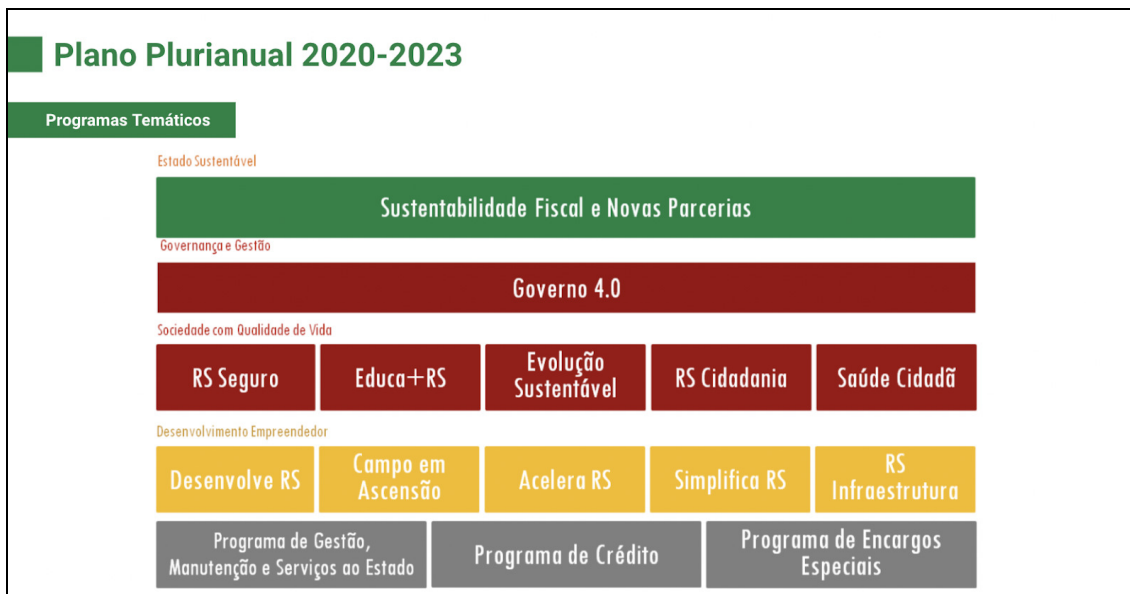 Plano Plurianual 2020-2023
Programas Temáticos
Estado Sustentável
Sustentabilidade Fiscal e Novas Parcerias
Governança e Gestão
Governo 4.0
Sociedade com Qualidade de Vida
RS Seguro
Educa+RS
Evolução
Sustentável
RS Cidadania
Saúde Cidadã
Desenvolvimento Empreendedor
Desenvolve RS
Campo em
Ascensão
Acelera RS
Simplifica RS
RS
Infraestrutura
Programa de Gestão,
Manutenção e Serviços ao Estado
Programa de Crédito
Programa de Encargos
Especiais